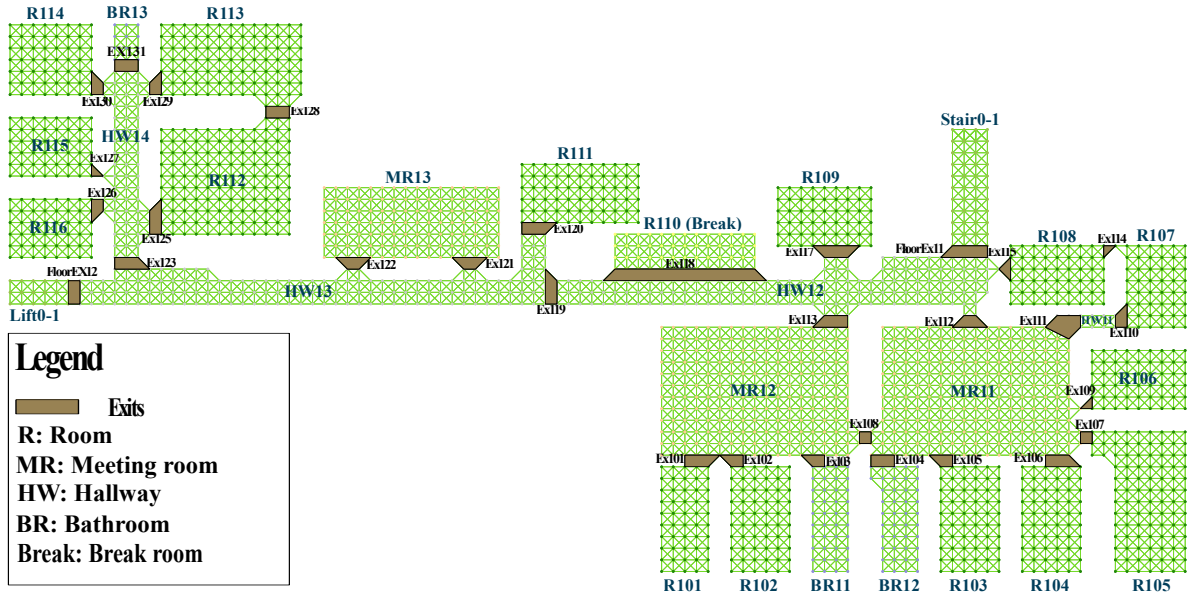 R114
BR13
R113
EX131
Ex130
Ex129
Ex128
HW14
R115
Ex127
R112
Ex126
R116
Ex125
Ex123
FloorEX12
Lift0-1
HW13
MR13
Ex122
Ex121
R111
Ex120
Ex119
R110 (Break)
Ex118
R109
Ex117
HW12
Stair0-1
FloorEx11
Ex115
R108
Ex114
R107
Ex113
Ex112
Ex111
HW11
Ex110
MR12
MR11
R106
Ex109
Ex108
Ex107
Ex101
Ex102
Ex103
Ex104
Ex105
Ex106
R101
R102
BR11
BR12
R103
R104
R105
Legend
Exits
R: Room
MR: Meeting room
HW: Hallway
BR: Bathroom
Break: Break room